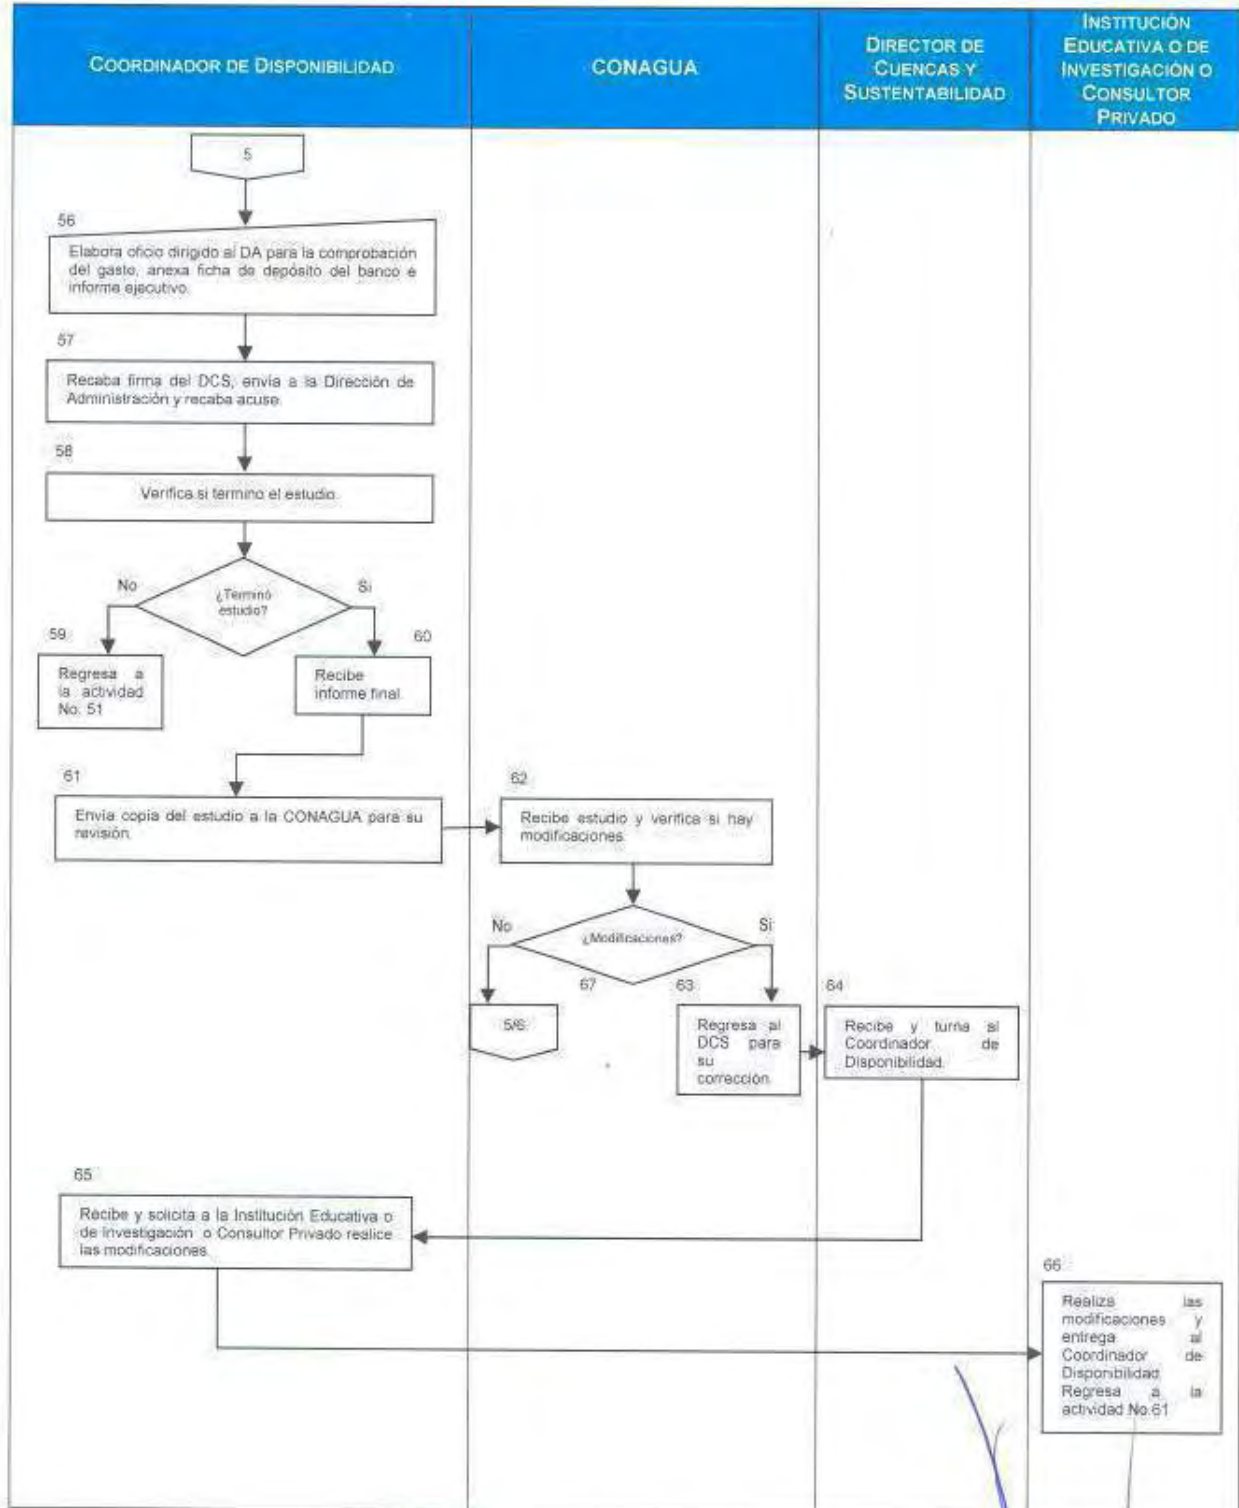 COORDINADOR DE DISPONIBILIDAD
CONAGUA
DIRECTOR DE
CUENCAS Y
SUSTENTABILIDAD
INSTITUCIÓN
EDUCATIVA O DE
INVESTIGACIÓN O
CONSULTOR
PRIVADO
5
56
Elabora oficio dirigido al DA para la comprobación
del gasto, anexa ficha de depósito del banco e
informe ejecutivo.
57
Recaba firma del DCS, envía a la Dirección de
Administración y recaba acuse.
58
Verifica si termino el estudio.
No
¿Terminó
estudio?
Si
59
Regresa a
la actividad
No. 51
60
Recibe
informe final.
61
Envía copia del estudio a la CONAGUA para su
revisión.
62
Recibe estudio y verifica si hay
modificaciones.
No
¿Modificaciones?
Si
67
5/6
63
Regresa al
DCS para
su
corrección.
64
Recibe y turna al
Coordinador de
Disponibilidad.
65
Recibe y solicita a la Institución Educativa o
de Investigación o Consultor Privado realice
las modificaciones.
66
Realiza las
modificaciones y
entrega al
Coordinador de
Disponibilidad.
Regresa a la
actividad No.61